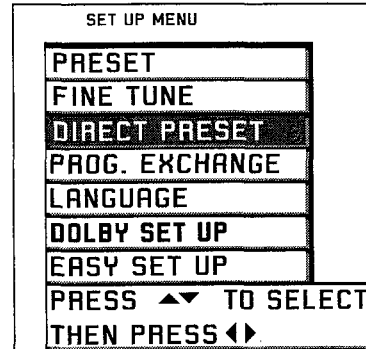 SET UP MENU
PRESET
FINE TUNE
DIRECT PRESET
PROG. EXCHANGE
LANGUAGE
DOLBY SET UP
EASY SET UP
PRESS ▲▼ TO SELECT
THEN PRESS ◀▶